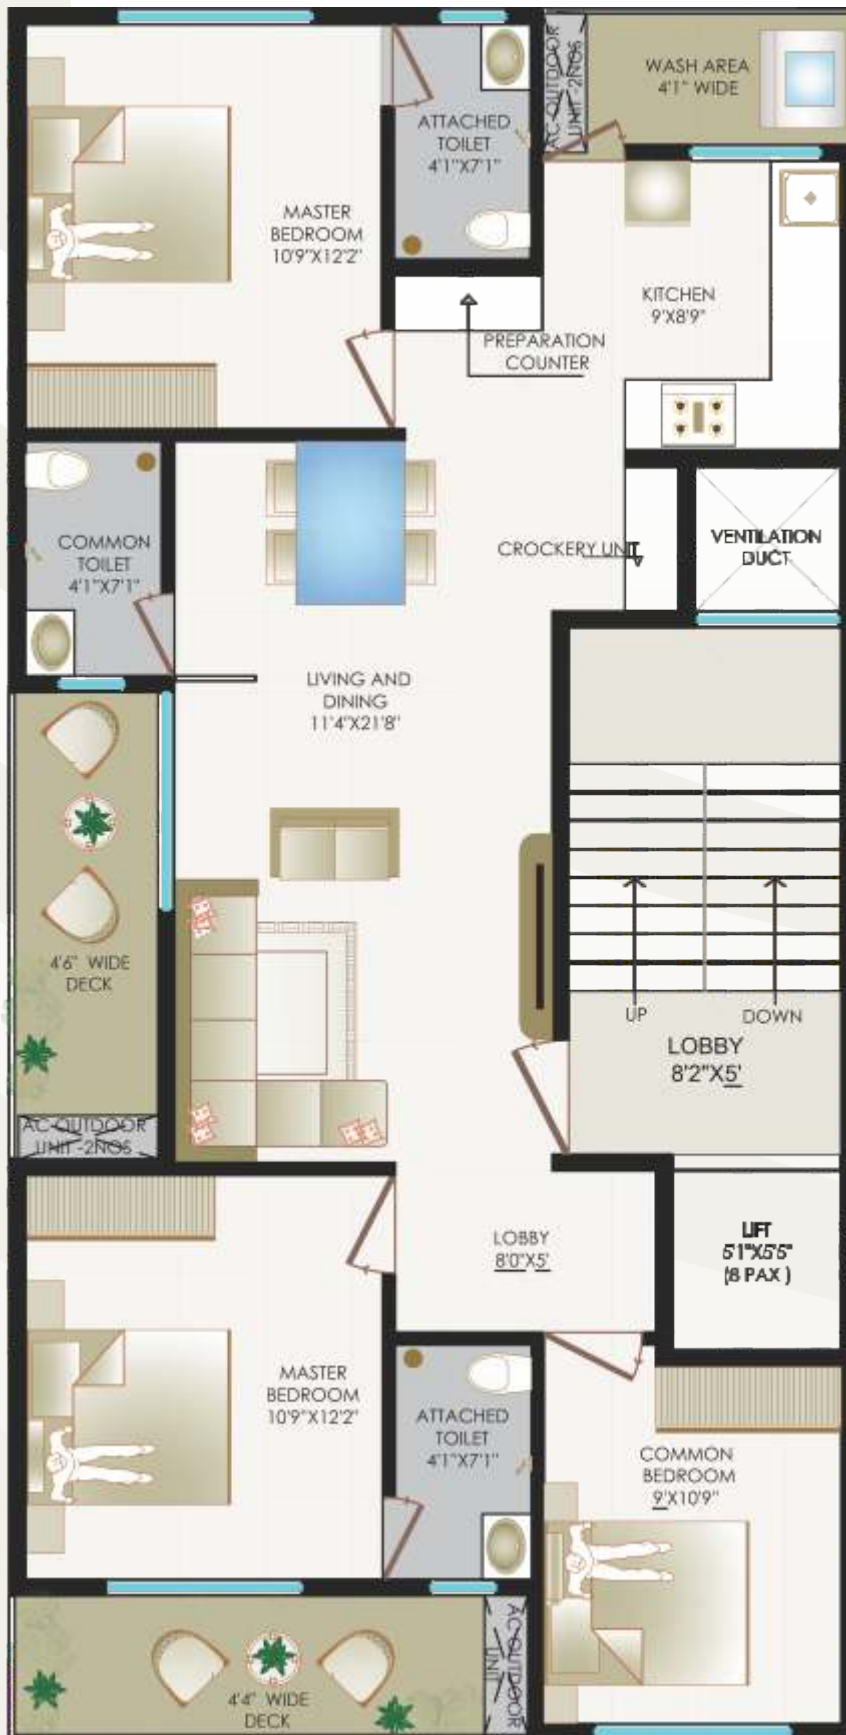 AC-OUTDOOR
UNIT -2NOS
WASH AREA
4'1" WIDE
ATTACHED
TOILET
4'1"X7'1"
MASTER
BEDROOM
10'9"X12'2"
KITCHEN
9'X8'9"
PREPARATION
COUNTER
COMMON
TOILET
4'1"X7'1"
CROCKERY UNIT
VENTILATION
DUCT
LIVING AND
DINING
11'4"X21'8"
4'6" WIDE
DECK
UP
DOWN
LOBBY
8'2"X5'
AC-OUTDOOR
UNIT -2NOS
LOBBY
8'0"X5'
LIFT
5'1"X5'5"
(8 PAX )
MASTER
BEDROOM
10'9"X12'2"
ATTACHED
TOILET
4'1"X7'1"
COMMON
BEDROOM
9'X10'9"
4'4" WIDE
DECK
AC-OUTDOOR
UNIT